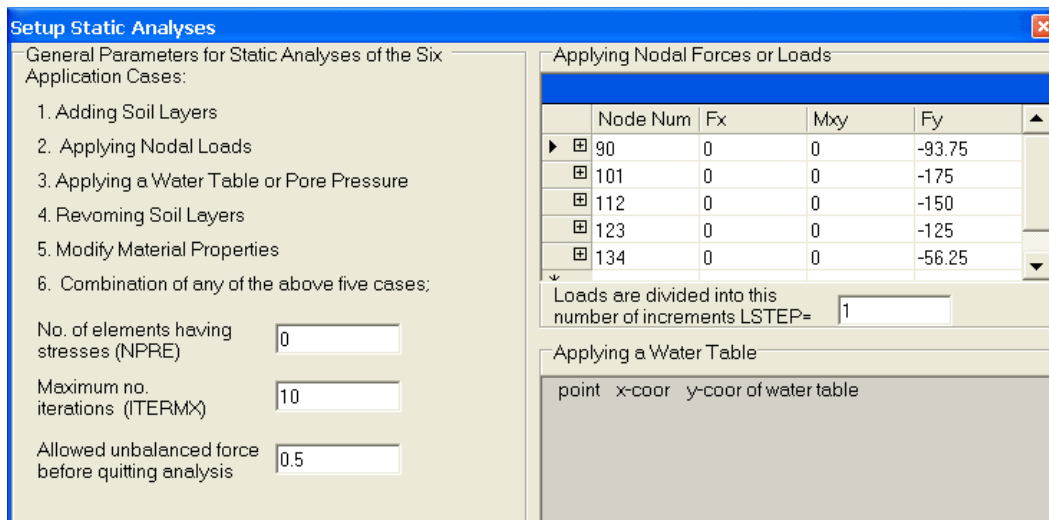 Setup Static Analyses
General Parameters for Static Analyses of the Six
Application Cases:
1. Adding Soil Layers
2. Applying Nodal Loads
3. Applying a Water Table or Pore Pressure
4. Revoming Soil Layers
5. Modify Material Properties
6. Combination of any of the above five cases;
No. of elements having
stresses (NPRE)
0
Maximum no.
iterations (ITERMX)
10
Allowed unbalanced force
before quitting analysis
0.5
Applying Nodal Forces or Loads
Node Num Fx Mxy Fy
90 0 0 -93.75
101 0 0 -175
112 0 0 -150
123 0 0 -125
134 0 0 -56.25
Loads are divided into this
number of increments LSTEP=
1
Applying a Water Table
point x-coor y-coor of water table